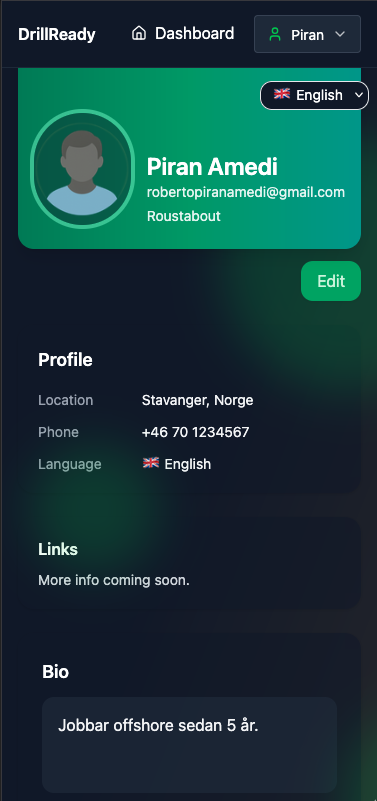 DrillReady
Dashboard
Piran
🇬🇧 English
Piran Amedi
robertopiranamedi@gmail.com
Roustabout
Edit
Profile
Location Stavanger, Norge
Phone +46 70 1234567
Language 🇬🇧 English
Links
More info coming soon.
Bio
Jobbar offshore sedan 5 år.